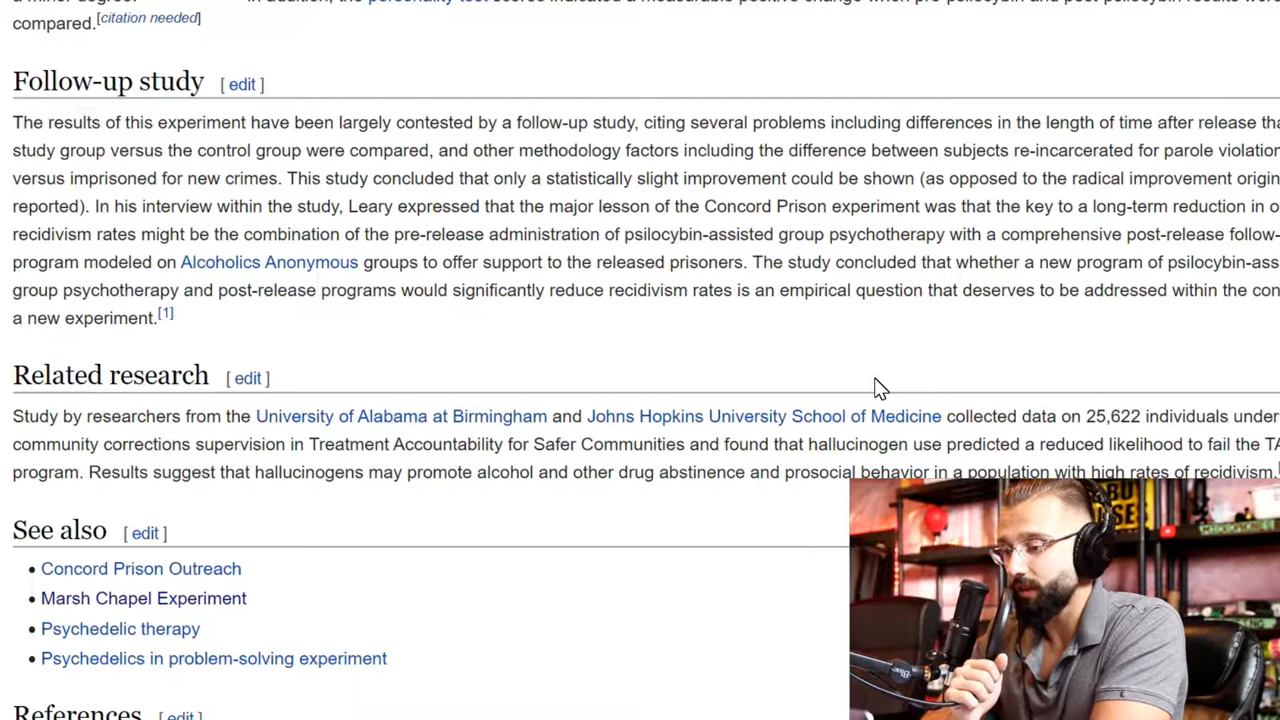 compared.[citation needed]
Follow-up study [ edit ]
The results of this experiment have been largely contested by a follow-up study, citing several problems including differences in the length of time after release
study group versus the control group were compared, and other methodology factors including the difference between subjects re-incarcerated for parole
versus imprisoned for new crimes. This study concluded that only a statistically slight improvement could be shown (as opposed to the radical improvement
reported). In his interview within the study, Leary expressed that the major lesson of the Concord Prison experiment was that the key to a long-term reduction in
recidivism rates might be the combination of the pre-release administration of psilocybin-assisted group psychotherapy with a comprehensive post-release follow-
program modeled on Alcoholics Anonymous groups to offer support to the released prisoners. The study concluded that whether a new program of
group psychotherapy and post-release programs would significantly reduce recidivism rates is an empirical question that deserves to be addressed within the
a new experiment.[1]
Related research [ edit ]
Study by researchers from the University of Alabama at Birmingham and Johns Hopkins University School of Medicine collected data on 25,622 individuals under
community corrections supervision in Treatment Accountability for Safer Communities and found that hallucinogen use predicted a reduced likelihood to fail the
program. Results suggest that hallucinogens may promote alcohol and other drug abstinence and prosocial behavior in a population with high rates of recidivism.
See also [ edit ]
• Concord Prison Outreach
• Marsh Chapel Experiment
• Psychedelic therapy
• Psychedelics in problem-solving experiment
References [ edit ]